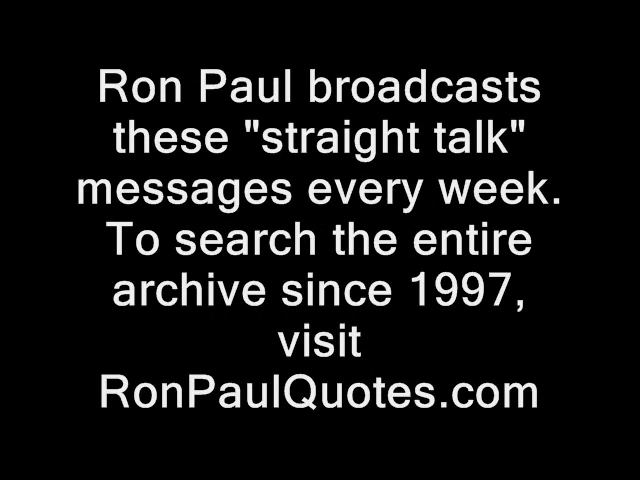 Ron Paul broadcasts
these "straight talk"
messages every week.
To search the entire
archive since 1997,
visit
RonPaulQuotes.com